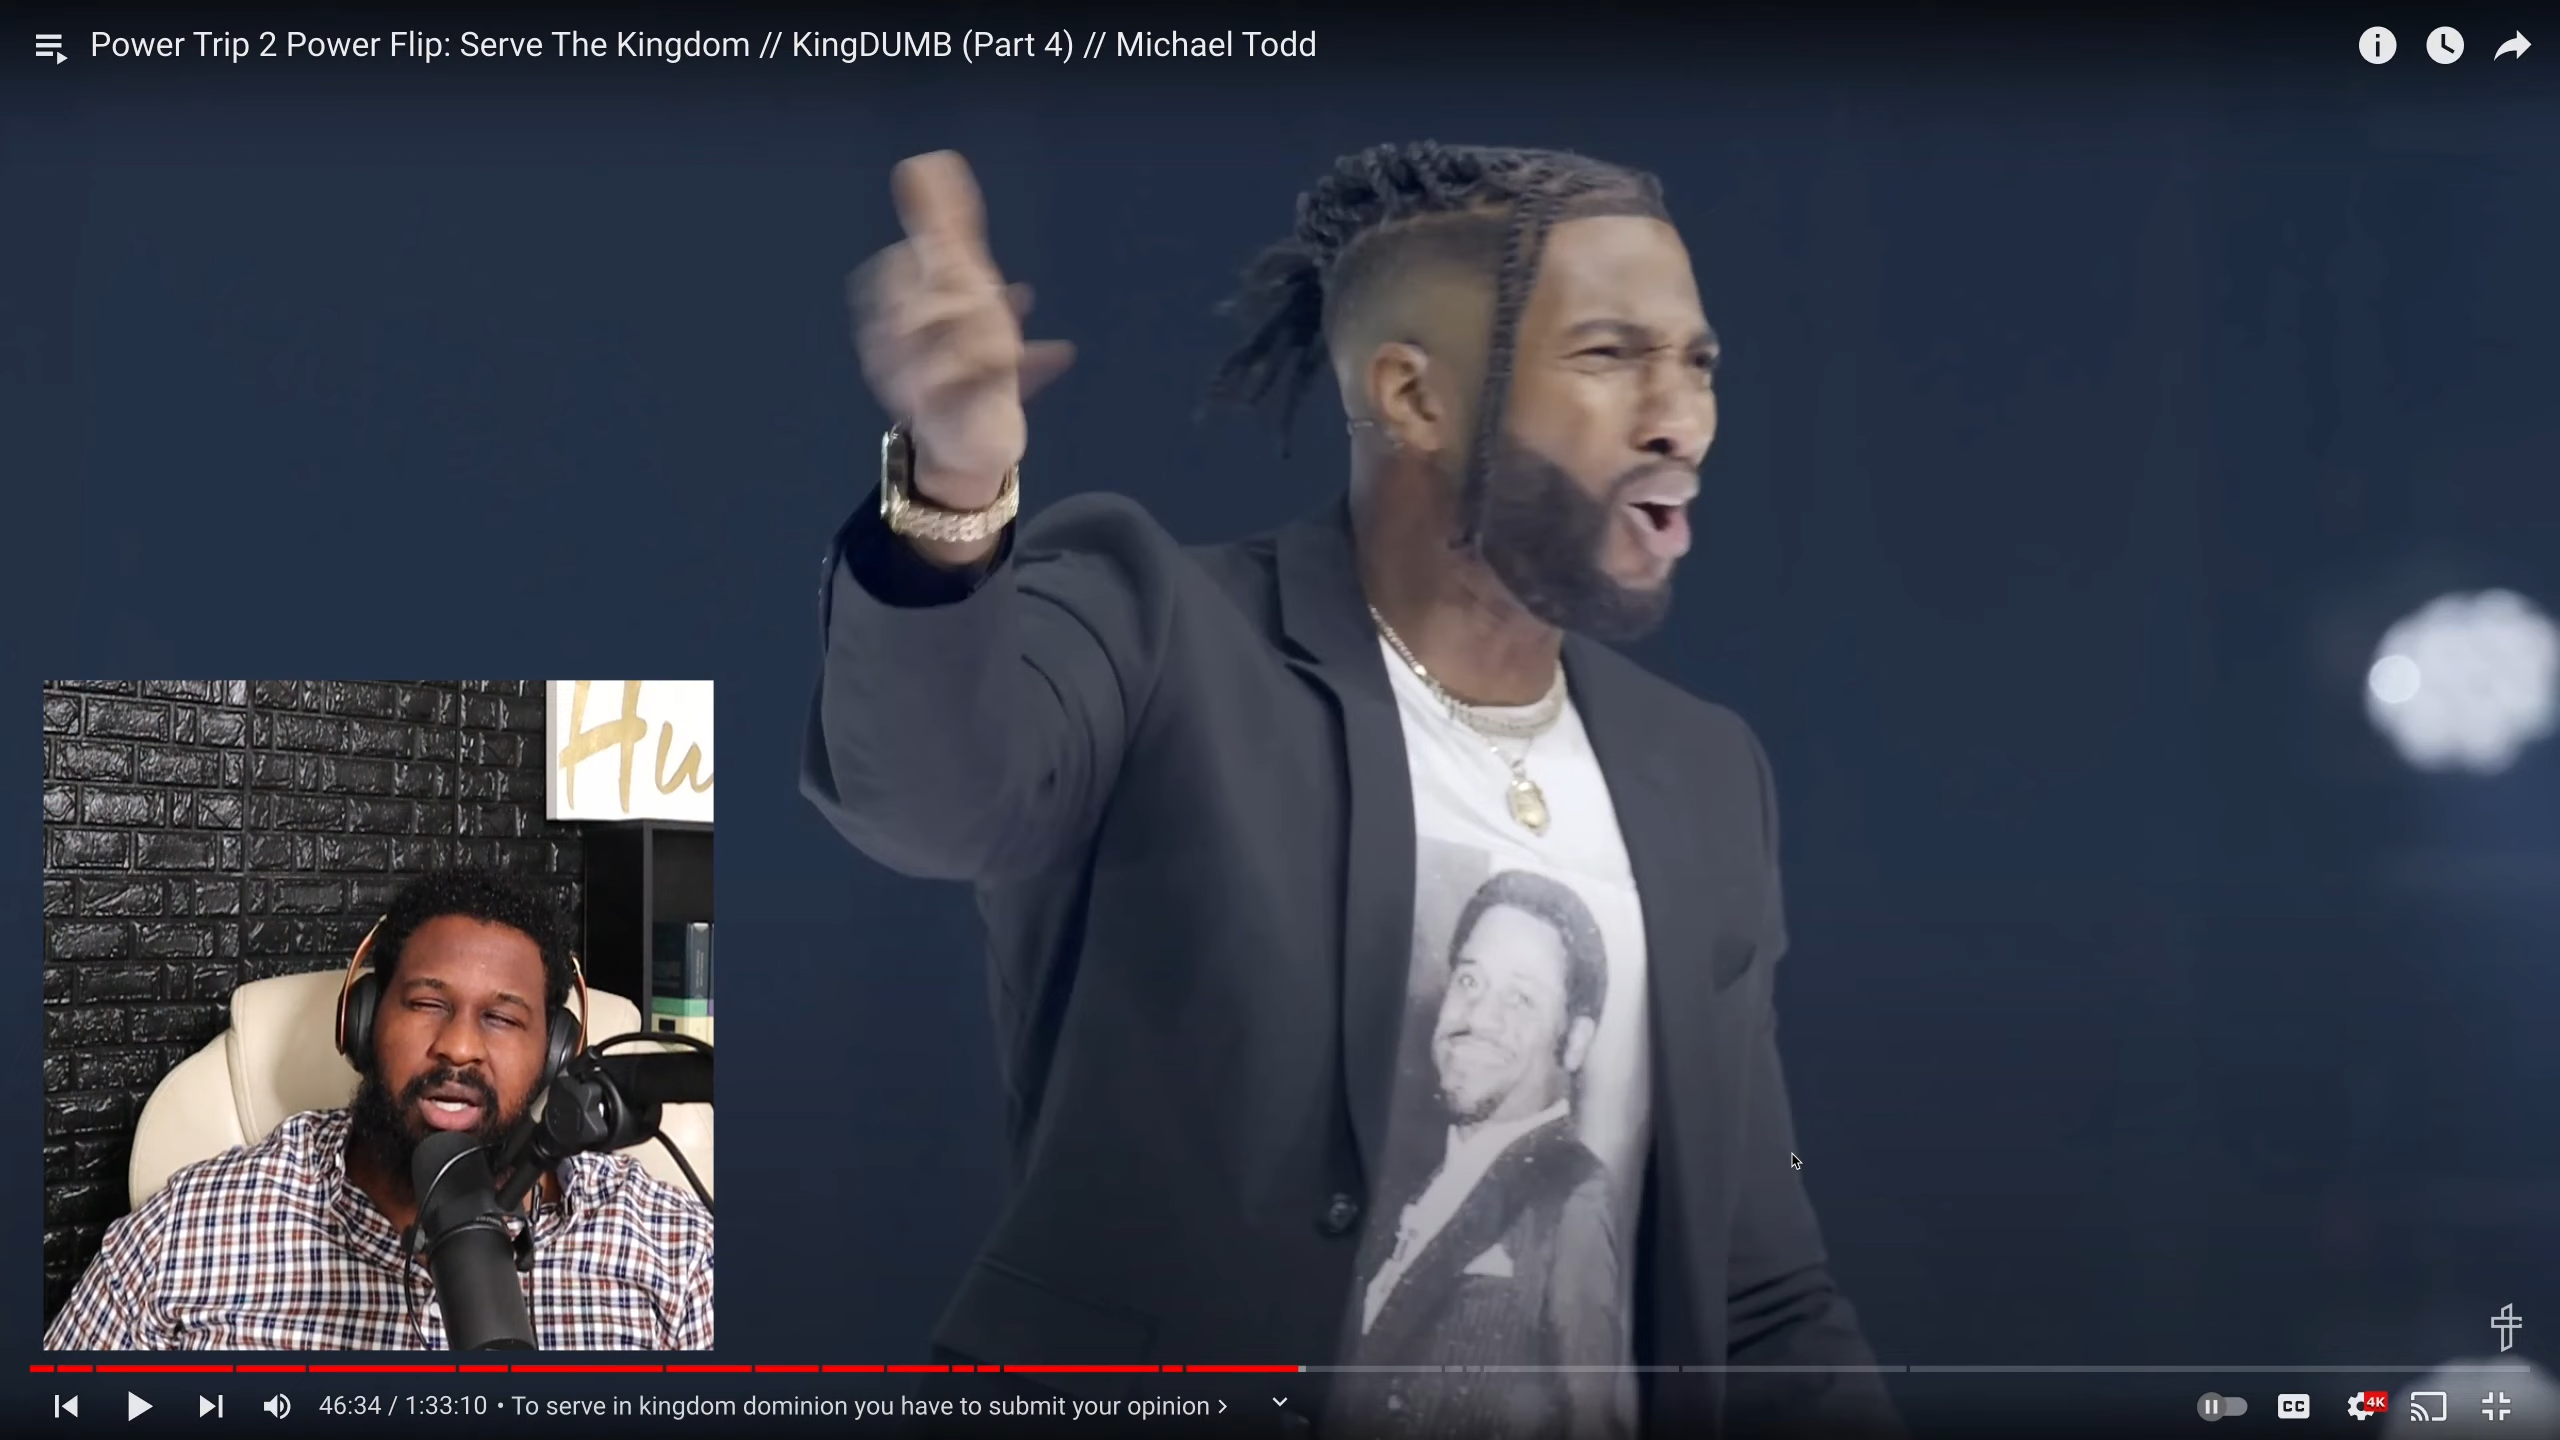 Power Trip 2 Power Flip: Serve The Kingdom // KingDUMB (Part 4) // Michael Todd
Hu
46:34 / 1:33:10 • To serve in kingdom dominion you have to submit your opinion
CC
4K